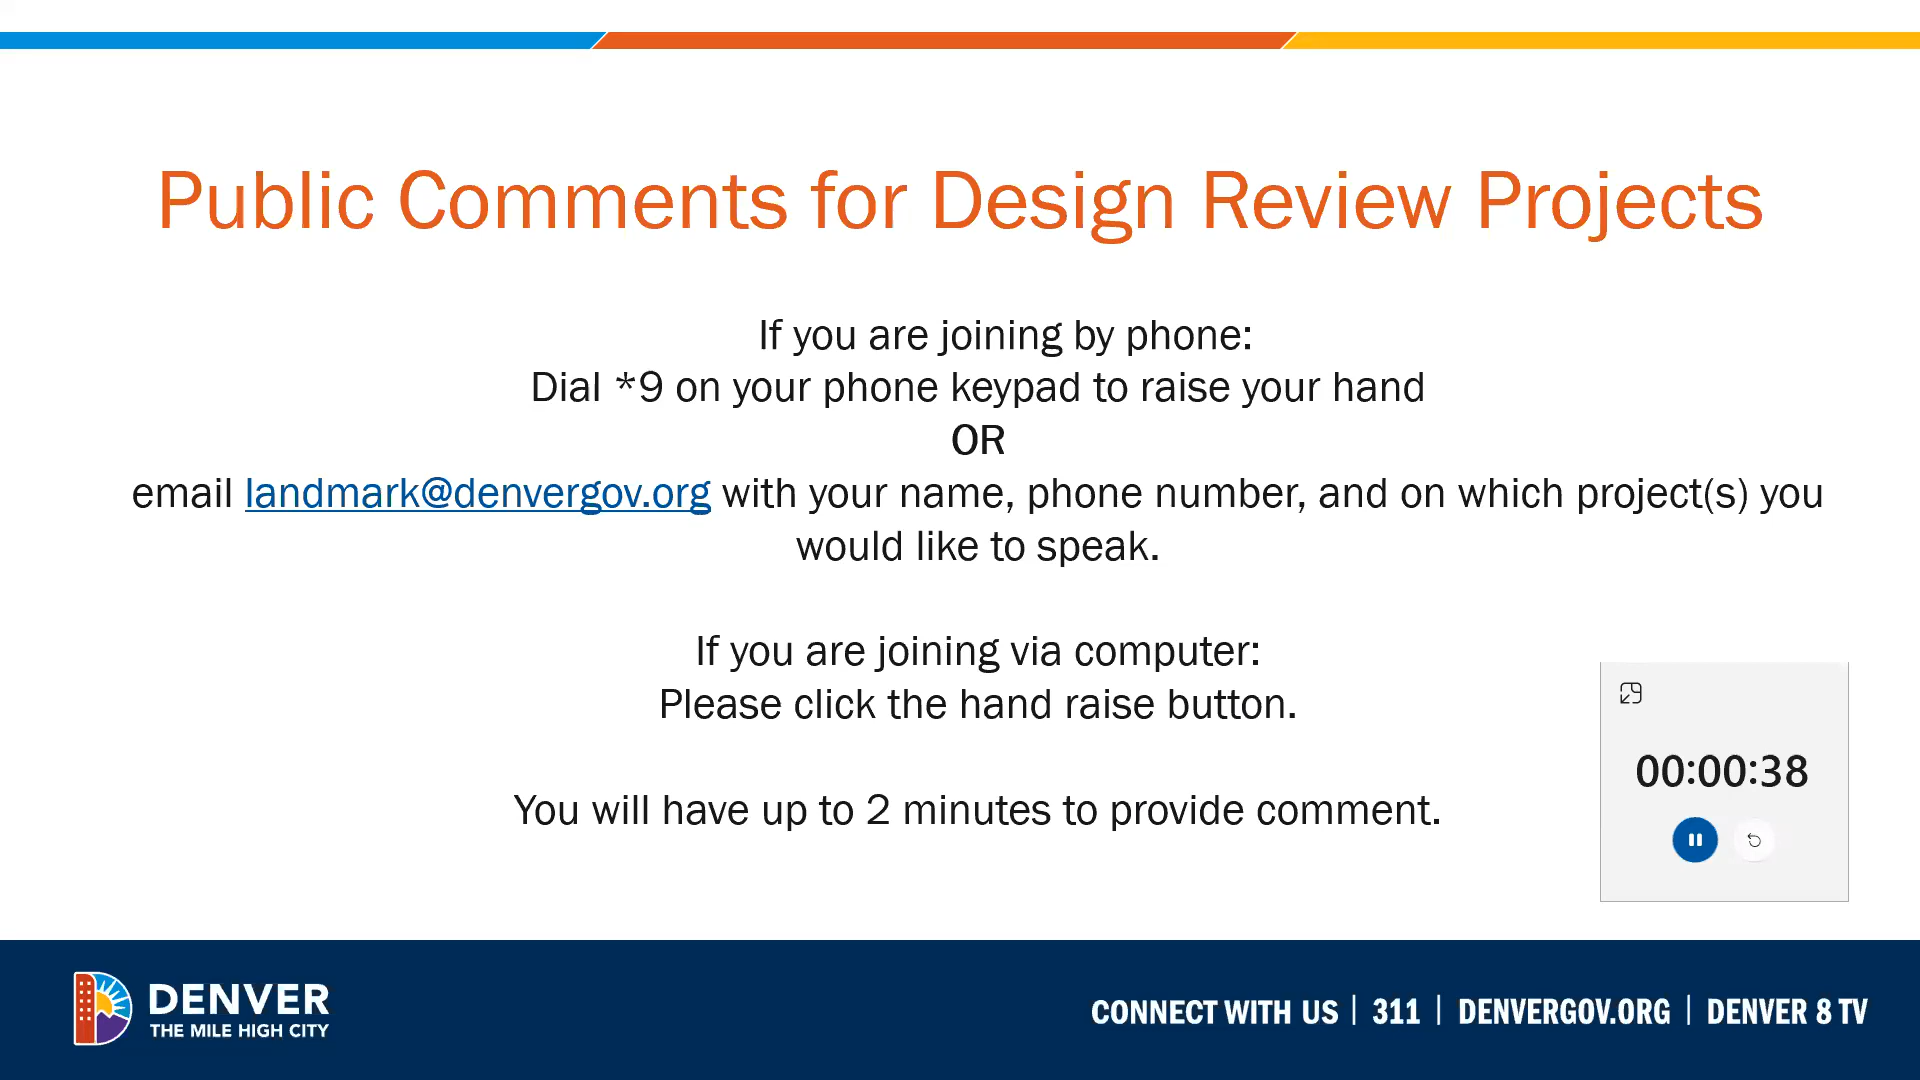 Public Comments for Design Review Projects
If you are joining by phone:
Dial *9 on your phone keypad to raise your hand
OR
email landmark@denvergov.org with your name, phone number, and on which project(s) you
would like to speak.
If you are joining via computer:
Please click the hand raise button.
You will have up to 2 minutes to provide comment.
00:00:38
DENVER
THE MILE HIGH CITY
CONNECT WITH US | 311 | DENVERGOV.ORG | DENVER 8 TV